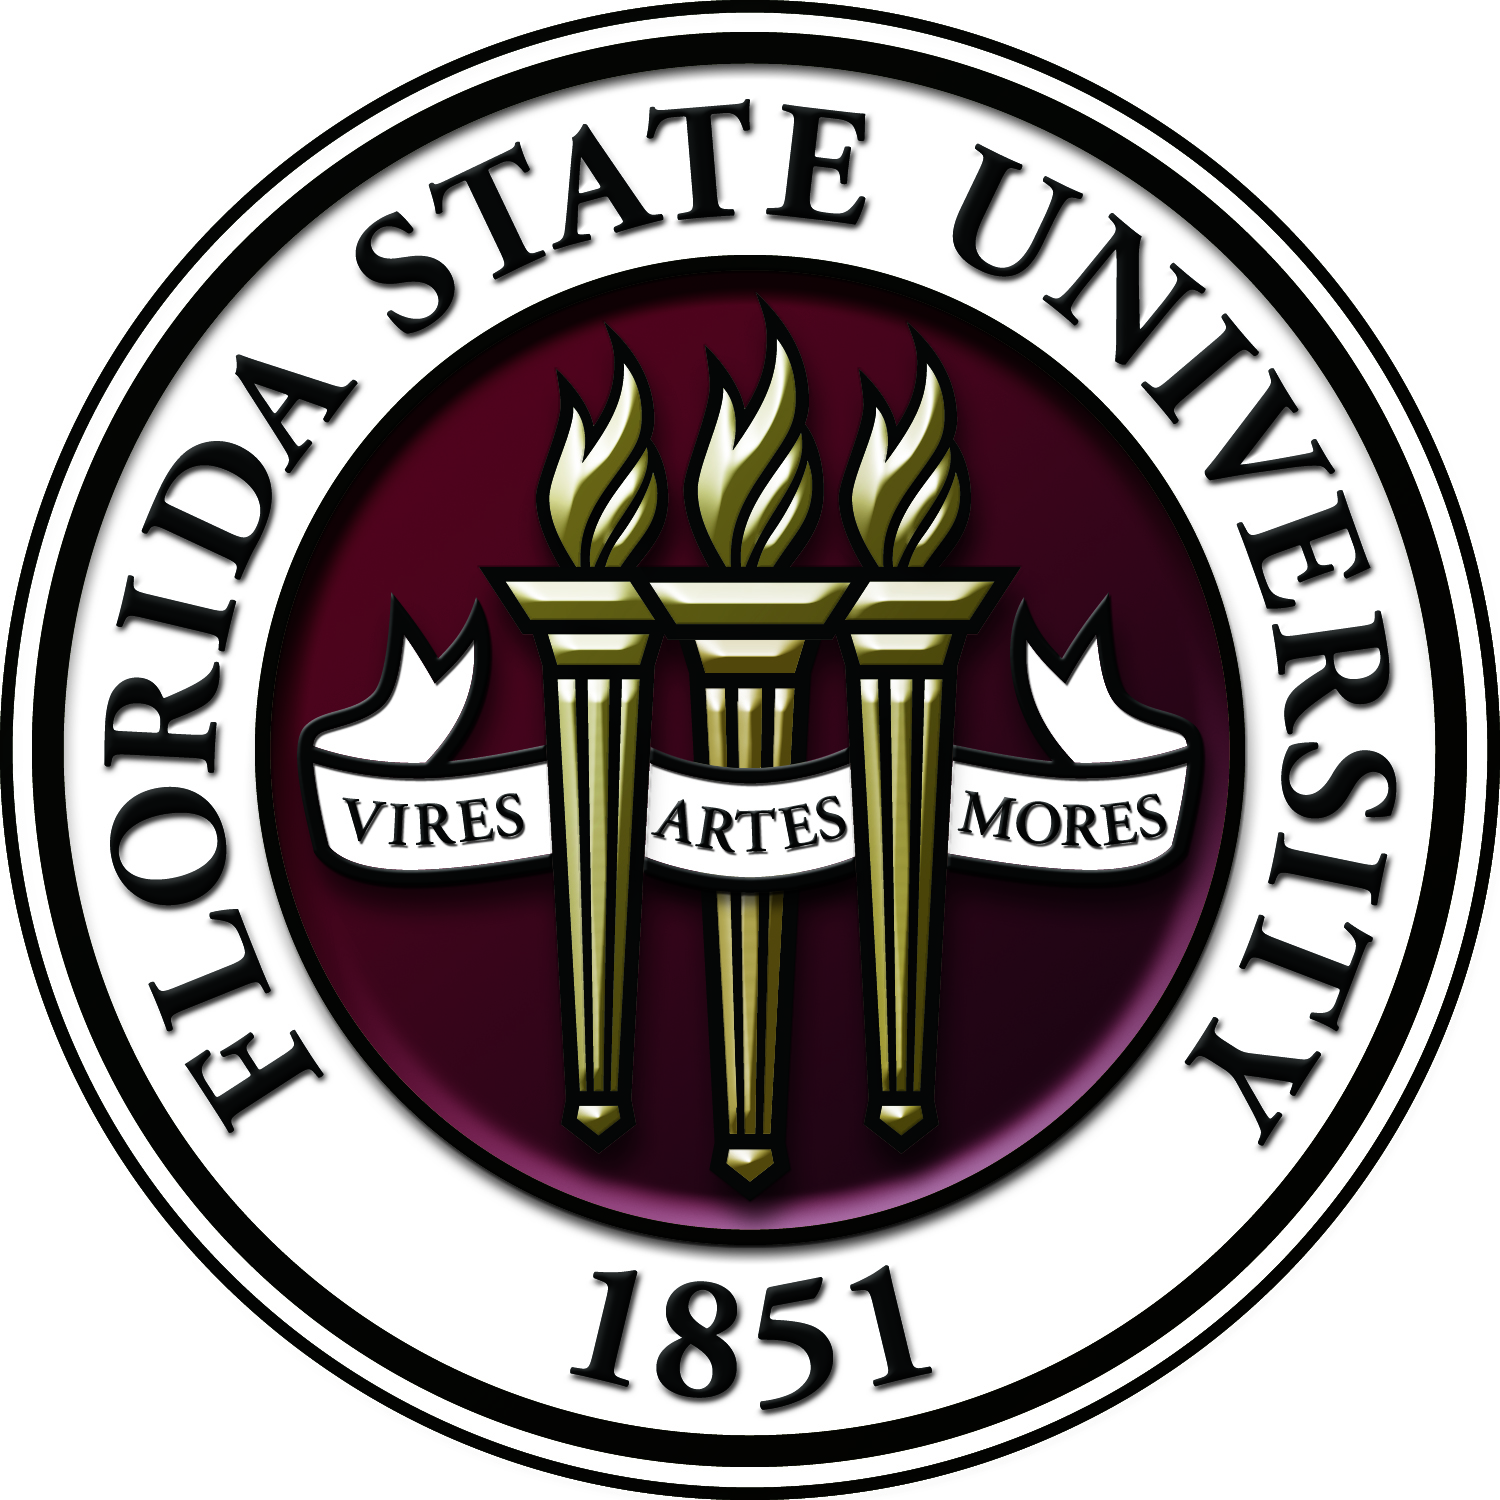 FLORIDA STATE UNIVERSITY
VIRES ARTES MORES
1851